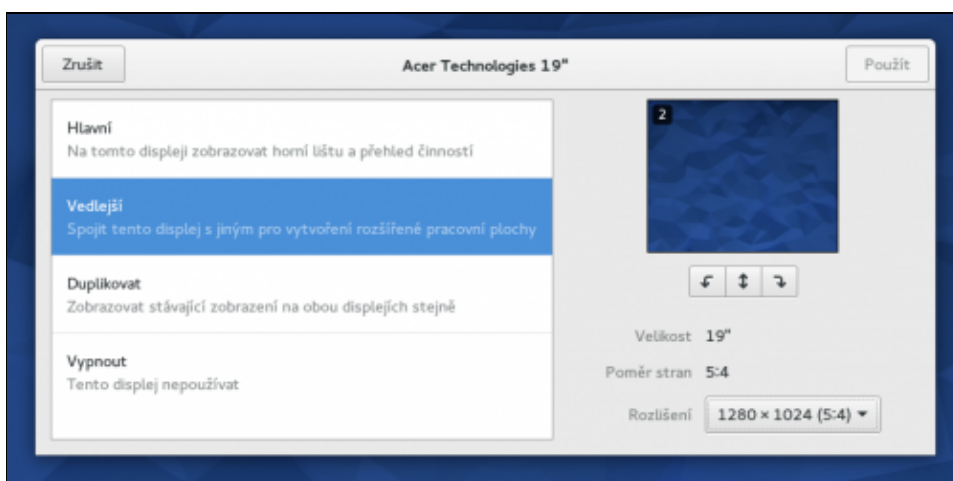 Zrušit
Acer Technologies 19"
Použít
Hlavní
Na tomto displeji zobrazovat horní lištu a přehled činností
Vedlejší
Spojit tento displej s jiným pro vytvoření rozšířené pracovní plochy
Duplikovat
Zobrazovat stávající zobrazení na obou displejích stejně
Vypnout
Tento displej nepoužívat
2
Velikost 19"
Poměr stran 5:4
Rozlišení 1280 × 1024 (5:4)